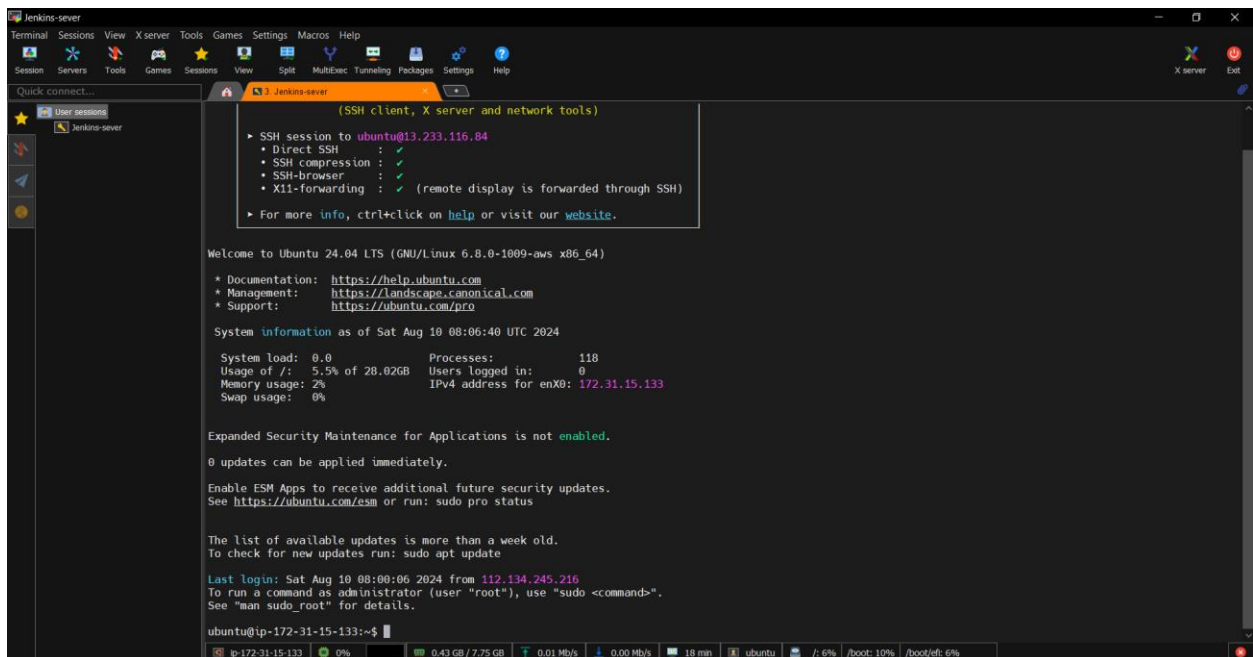 Jenkins-sever
Terminal Sessions View X server Tools Games Settings Macros Help
Session Servers Tools Games Sessions View Split MultiExec Tunneling Packages Settings Help X server Exit
Quick connect...
3. Jenkins-sever
User sessions
Jenkins-sever
(SSH client, X server and network tools)
► SSH session to ubuntu@13.233.116.84
• Direct SSH : ✔
• SSH compression : ✔
• SSH-browser : ✔
• X11-forwarding : ✔ (remote display is forwarded through SSH)
► For more info, ctrl+click on help or visit our website.
Welcome to Ubuntu 24.04 LTS (GNU/Linux 6.8.0-1009-aws x86_64)
* Documentation: https://help.ubuntu.com
* Management: https://landscape.canonical.com
* Support: https://ubuntu.com/pro
System information as of Sat Aug 10 08:06:40 UTC 2024
System load: 0.0 Processes: 118
Usage of /: 5.5% of 28.02GB Users logged in: 0
Memory usage: 2% IPv4 address for enX0: 172.31.15.133
Swap usage: 0%
Expanded Security Maintenance for Applications is not enabled.
0 updates can be applied immediately.
Enable ESM Apps to receive additional future security updates.
See https://ubuntu.com/esm or run: sudo pro status
The list of available updates is more than a week old.
To check for new updates run: sudo apt update
Last login: Sat Aug 10 08:00:06 2024 from 112.134.245.216
To run a command as administrator (user "root"), use "sudo <command>".
See "man sudo_root" for details.
ubuntu@ip-172-31-15-133:~$
ip-172-31-15-133 0% 0.43 GB / 7.75 GB 0.01 Mb/s 0.00 Mb/s 18 min ubuntu /: 6% /boot: 10% /boot/efi: 6%